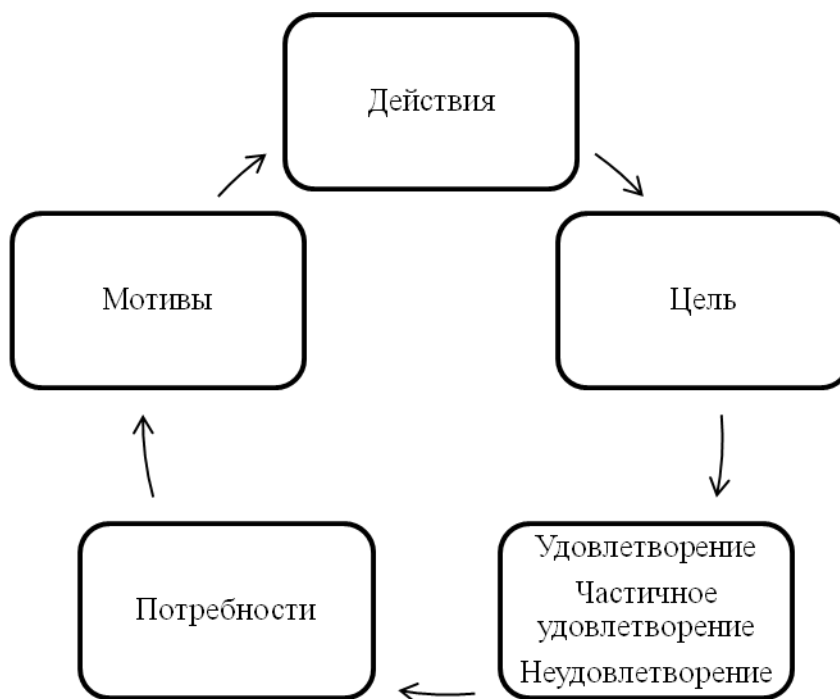 Действия
Мотивы
Цель
Потребности
Удовлетворение
Частичное
удовлетворение
Неудовлетворение